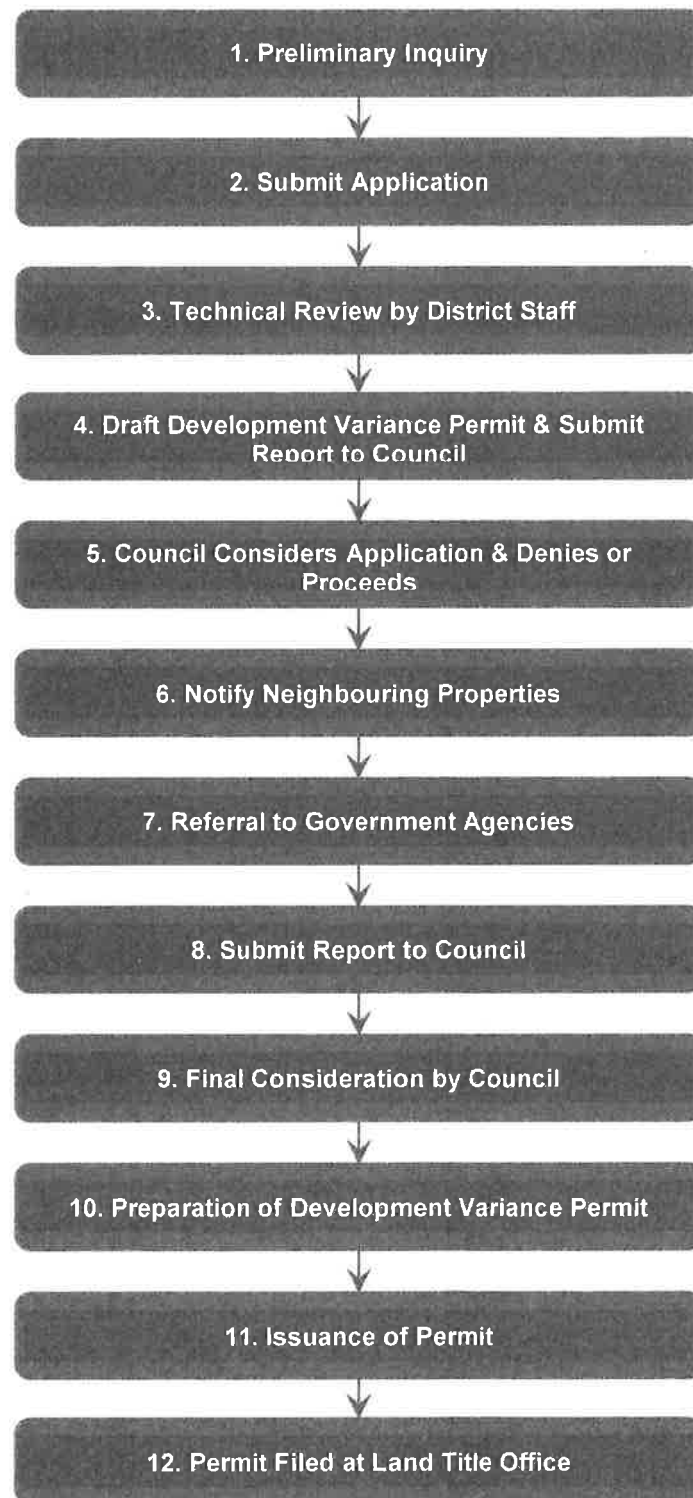 1. Preliminary Inquiry
2. Submit Application
3. Technical Review by District Staff
4. Draft Development Variance Permit & Submit
Report to Council
5. Council Considers Application & Denies or
Proceeds
6. Notify Neighbouring Properties
7. Referral to Government Agencies
8. Submit Report to Council
9. Final Consideration by Council
10. Preparation of Development Variance Permit
11. Issuance of Permit
12. Permit Filed at Land Title Office